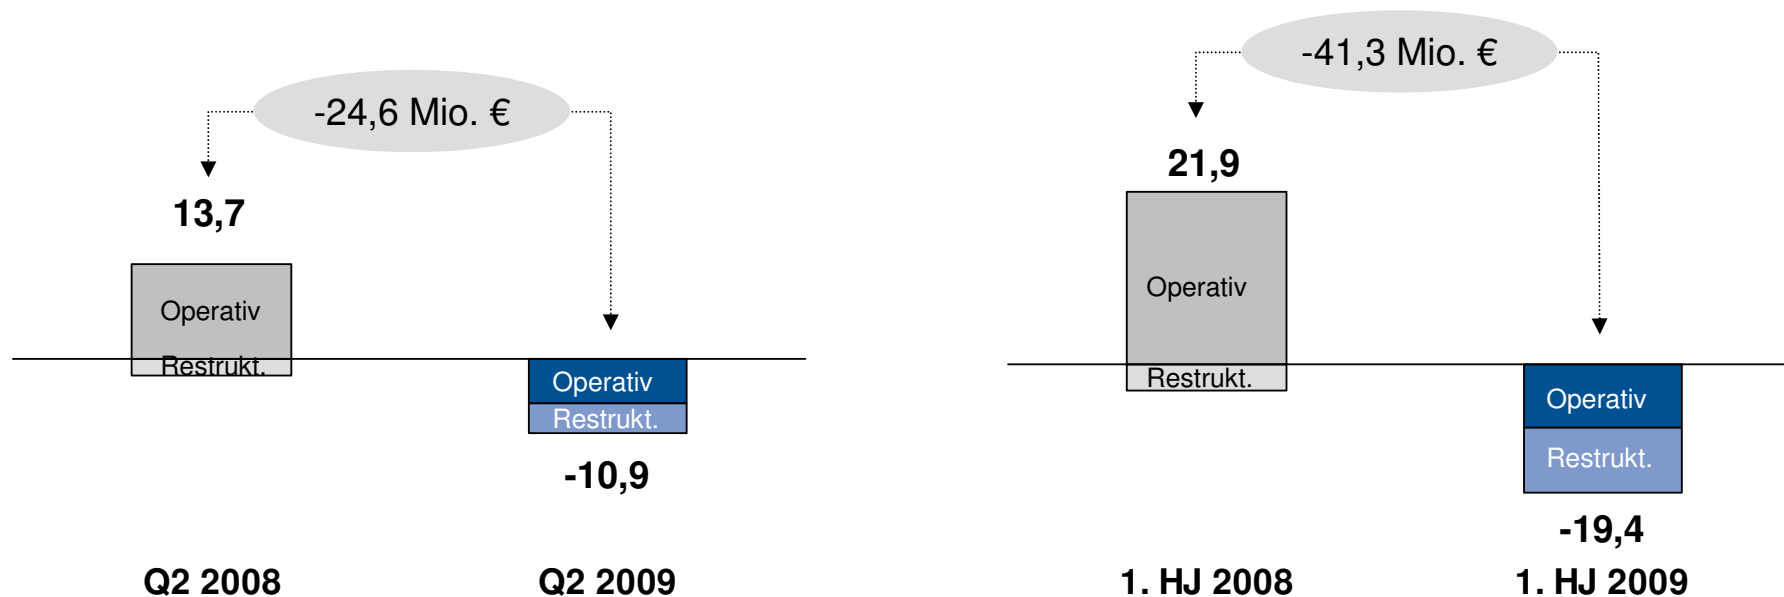 -24,6 Mio. €
13,7
Operativ
Restrukt.
Operativ
Restrukt.
-10,9
Q2 2008
Q2 2009
-41,3 Mio. €
21,9
Operativ
Restrukt.
Operativ
Restrukt.
-19,4
1. HJ 2008
1. HJ 2009